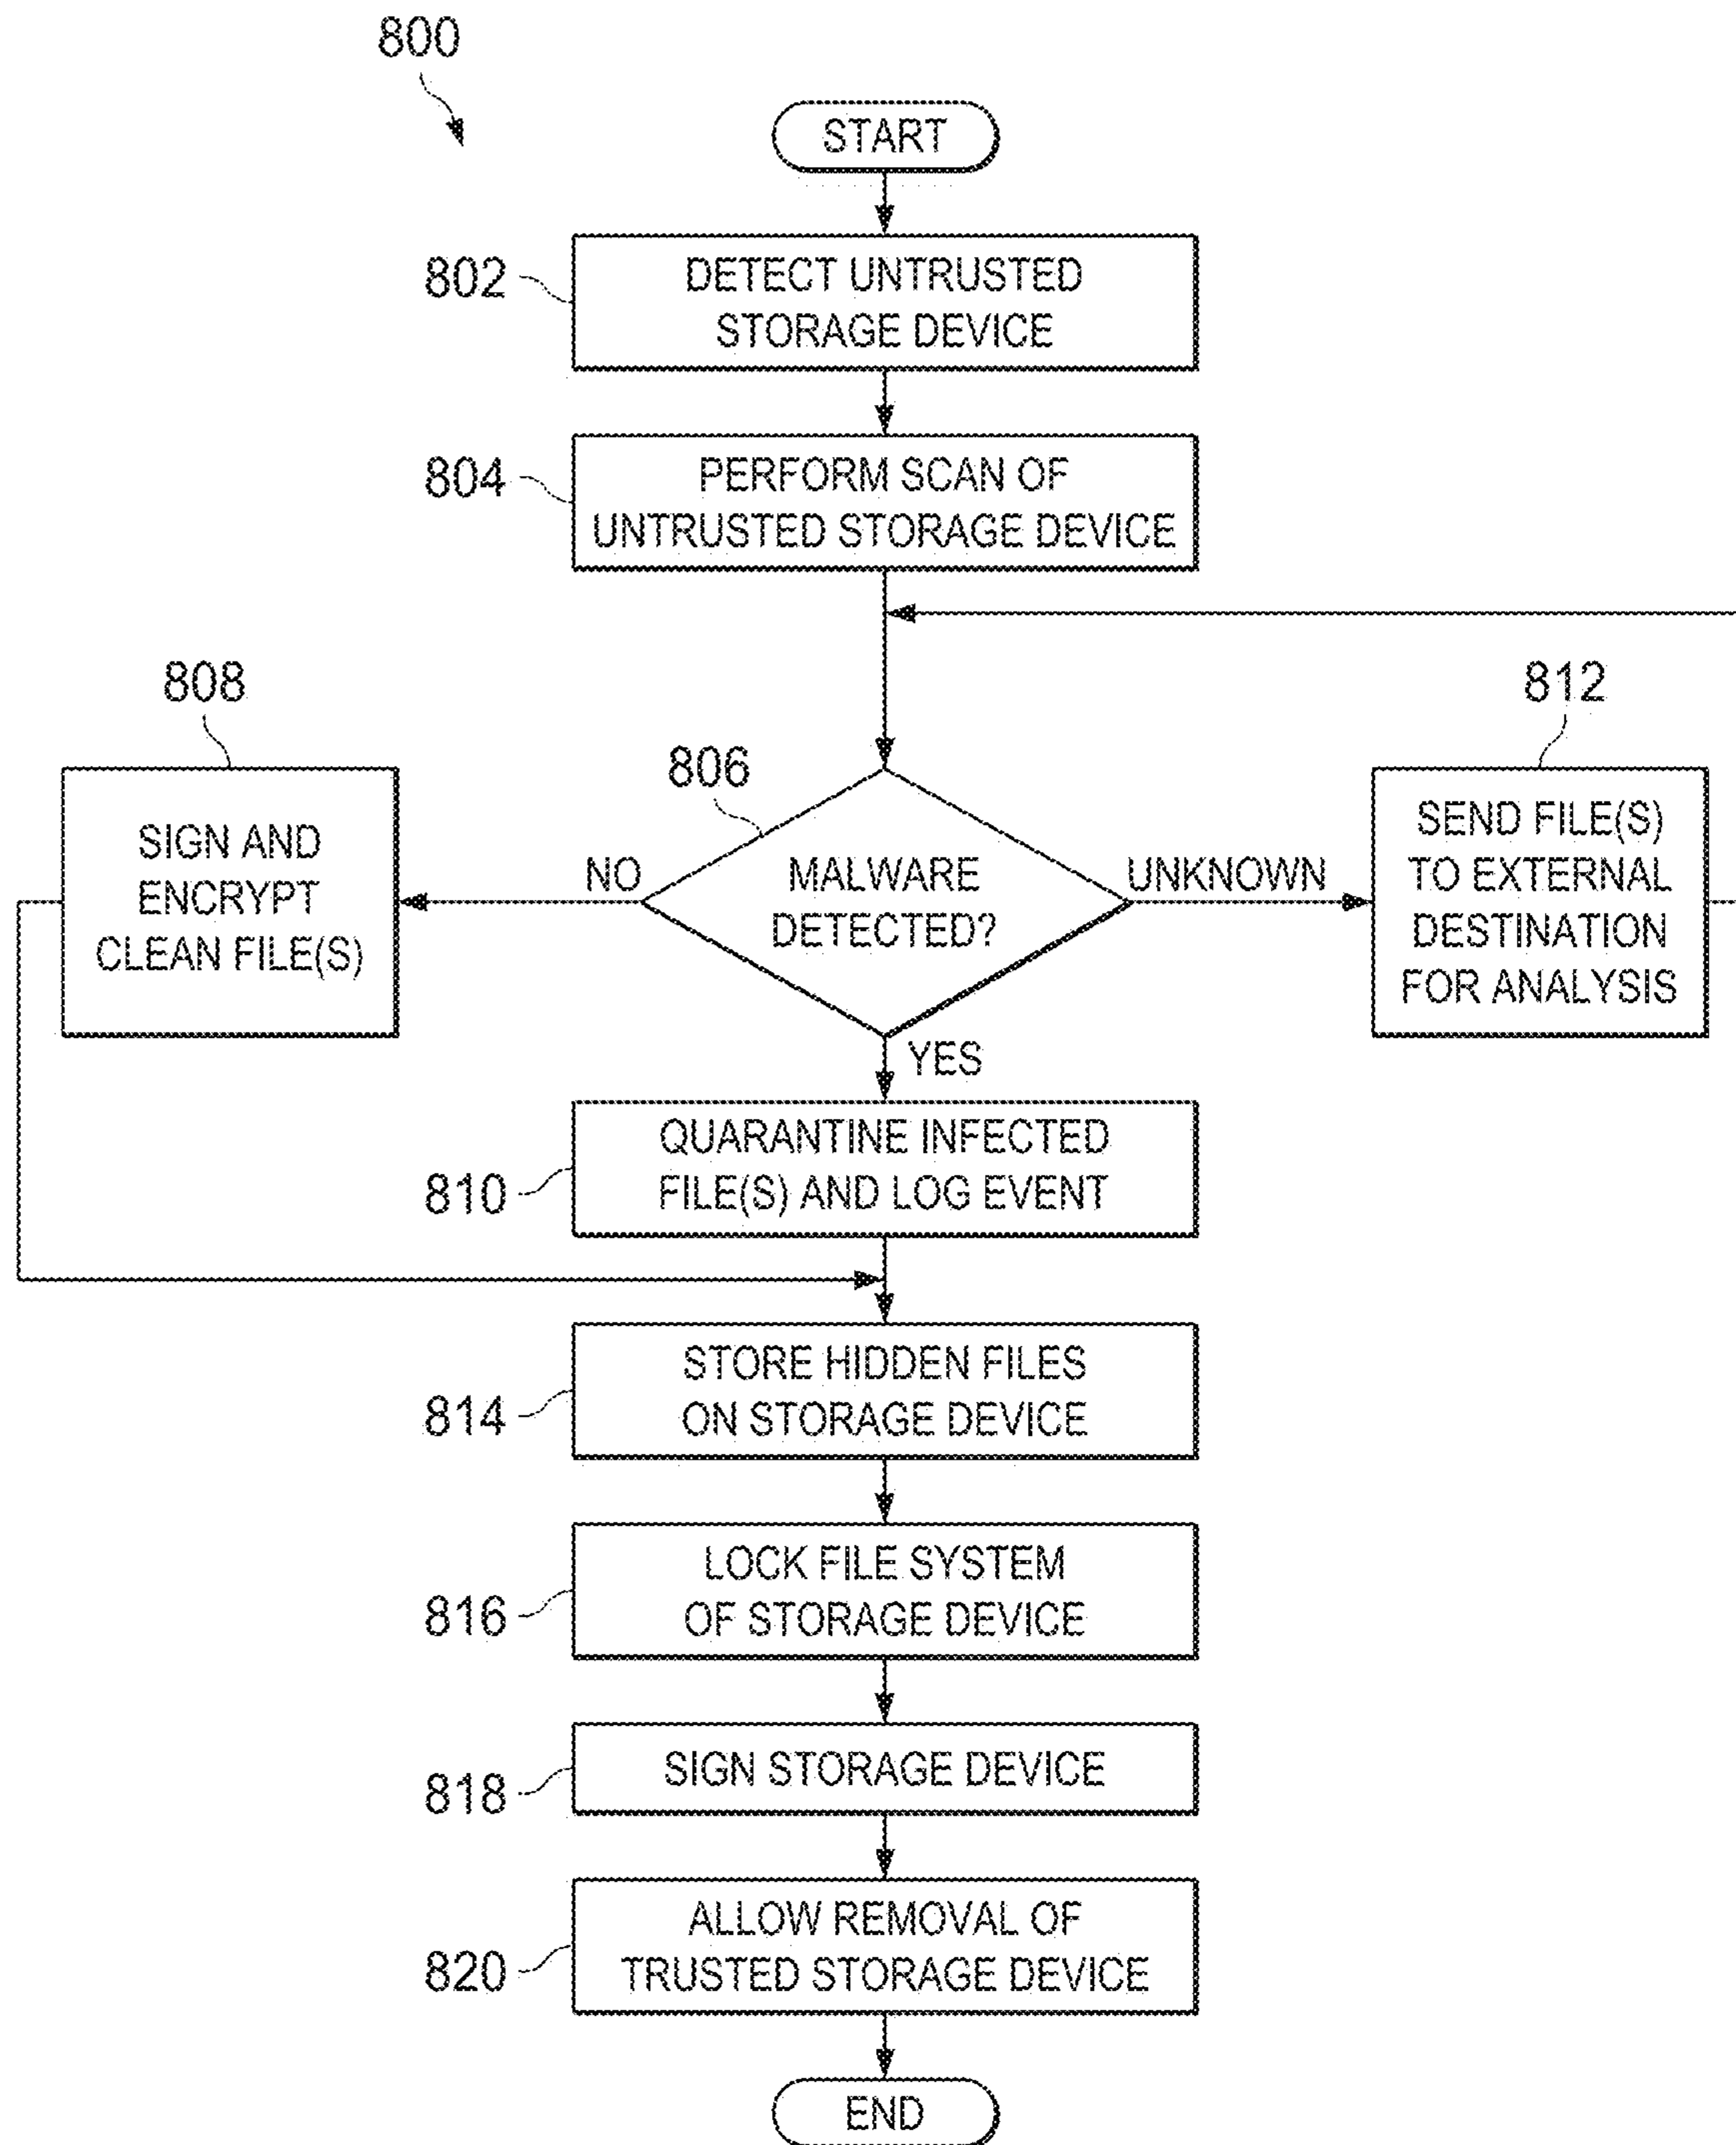 800
START
802
DETECT UNTRUSTED
STORAGE DEVICE
804
PERFORM SCAN OF
UNTRUSTED STORAGE DEVICE
808
SIGN AND
ENCRYPT
CLEAN FILE(S)
NO
806
MALWARE
DETECTED?
UNKNOWN
812
SEND FILE(S)
TO EXTERNAL
DESTINATION
FOR ANALYSIS
YES
810
QUARANTINE INFECTED
FILE(S) AND LOG EVENT
814
STORE HIDDEN FILES
ON STORAGE DEVICE
816
LOCK FILE SYSTEM
OF STORAGE DEVICE
818
SIGN STORAGE DEVICE
820
ALLOW REMOVAL OF
TRUSTED STORAGE DEVICE
END